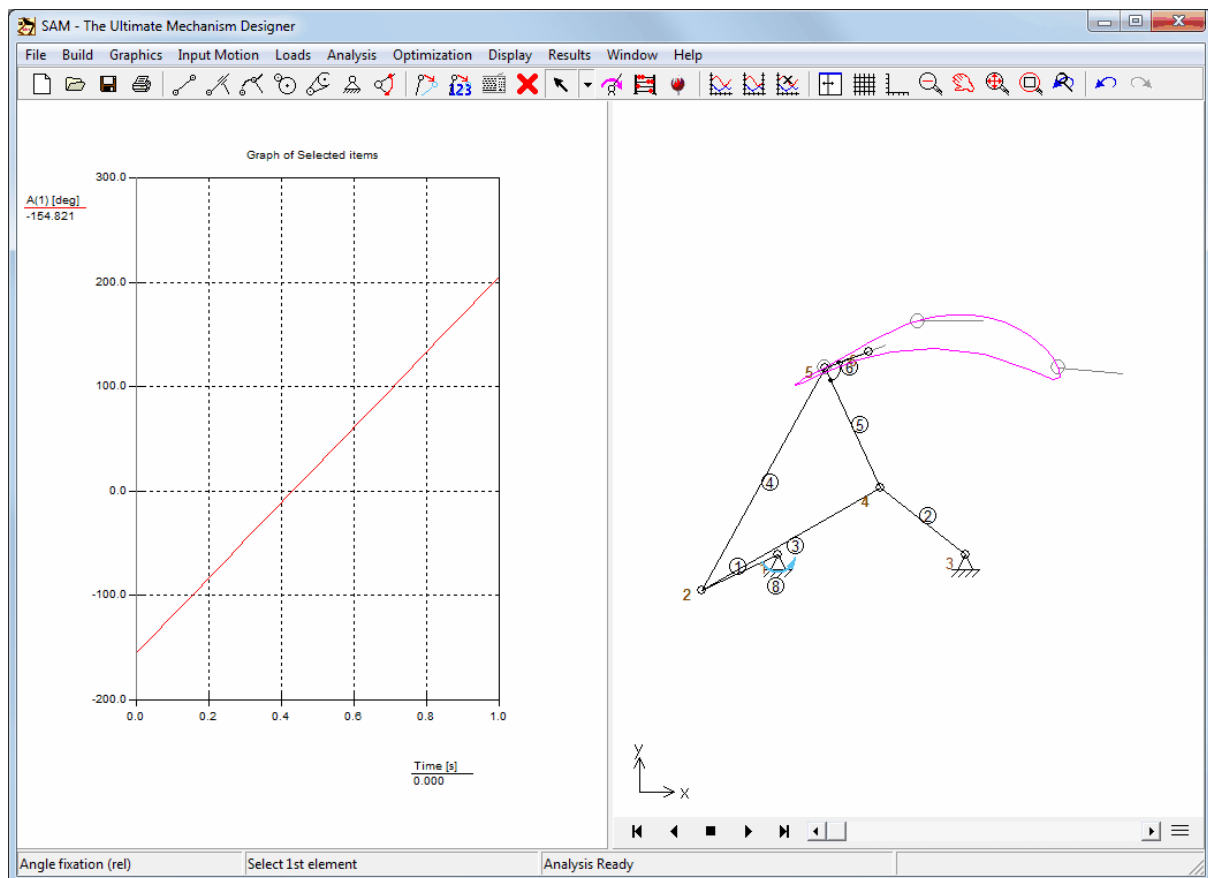 SAM - The Ultimate Mechanism Designer
File Build Graphics Input Motion Loads Analysis Optimization Display Results Window Help
123
Graph of Selected items
A(1) [deg]
-154.821
300.0
200.0
100.0
0.0
-100.0
-200.0
0.0 0.2 0.4 0.6 0.8 1.0
Time [s]
0.000
5
6
5
4
4
2
3
1
3
2
8
y
x
Angle fixation (rel) Select 1st element Analysis Ready